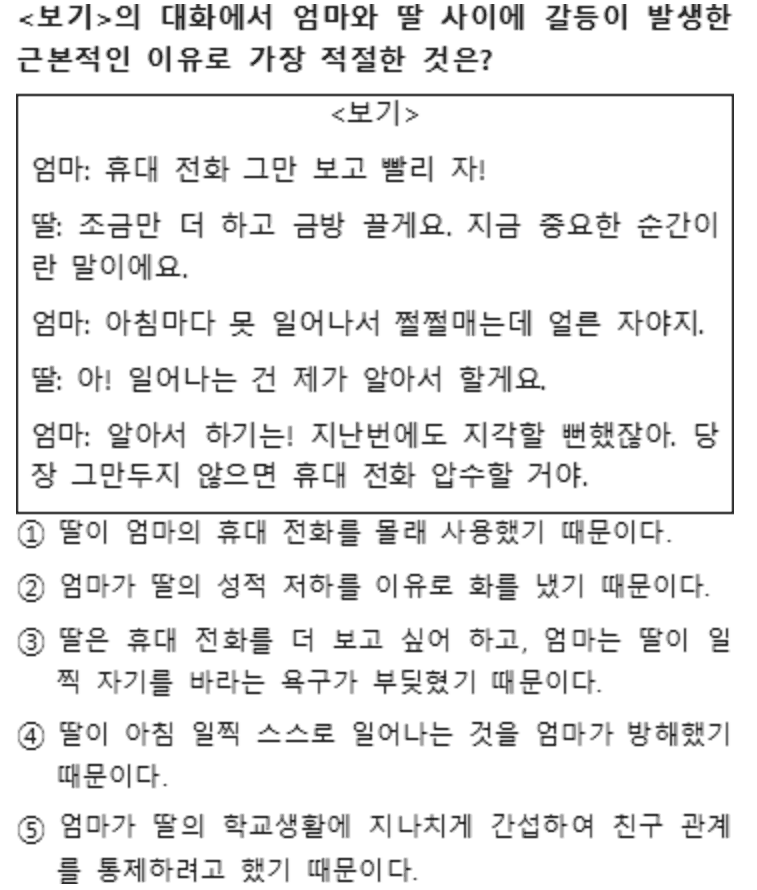 <보기>의 대화에서 엄마와 딸 사이에 갈등이 발생한
근본적인 이유로 가장 적절한 것은?
<보기>
엄마: 휴대 전화 그만 보고 빨리 자!
딸: 조금만 더 하고 금방 끌게요. 지금 중요한 순간이
란 말이에요.
엄마: 아침마다 못 일어나서 쩔쩔매는데 얼른 자야지.
딸: 아! 일어나는 건 제가 알아서 할게요.
엄마: 알아서 하기는! 지난번에도 지각할 뻔했잖아. 당
장 그만두지 않으면 휴대 전화 압수할 거야.
① 딸이 엄마의 휴대 전화를 몰래 사용했기 때문이다.
② 엄마가 딸의 성적 저하를 이유로 화를 냈기 때문이다.
③ 딸은 휴대 전화를 더 보고 싶어 하고, 엄마는 딸이 일
찍 자기를 바라는 욕구가 부딪혔기 때문이다.
④ 딸이 아침 일찍 스스로 일어나는 것을 엄마가 방해했기
때문이다.
⑤ 엄마가 딸의 학교생활에 지나치게 간섭하여 친구 관계
를 통제하려고 했기 때문이다.